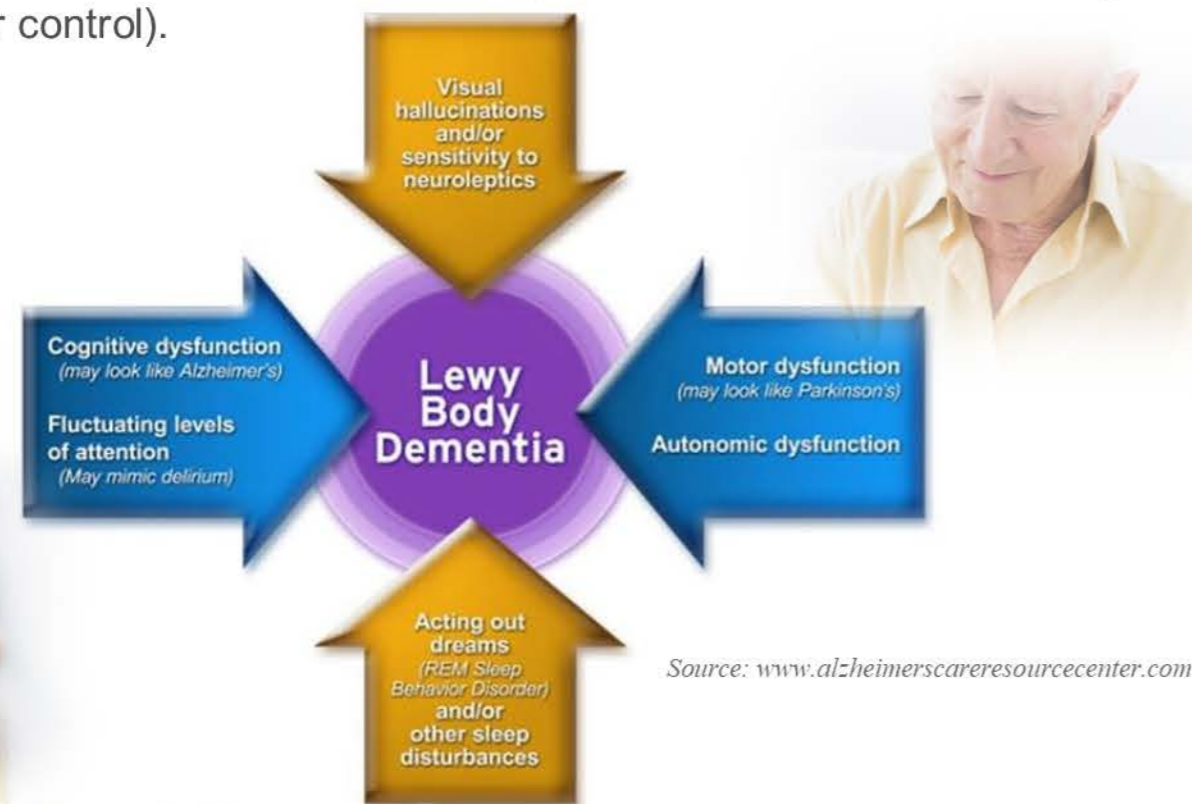 control).
Visual
hallucinations
and/or
sensitivity to
neuroleptics
Cognitive dysfunction
(may look like Alzheimer's)
Fluctuating levels
of attention
(May mimic delirium)
Lewy
Body
Dementia
Motor dysfunction
(may look like Parkinson's)
Autonomic dysfunction
Acting out
dreams
(REM Sleep
Behavior Disorder)
and/or
other sleep
disturbances
Source: www.alzheimerscareresourcecenter.com